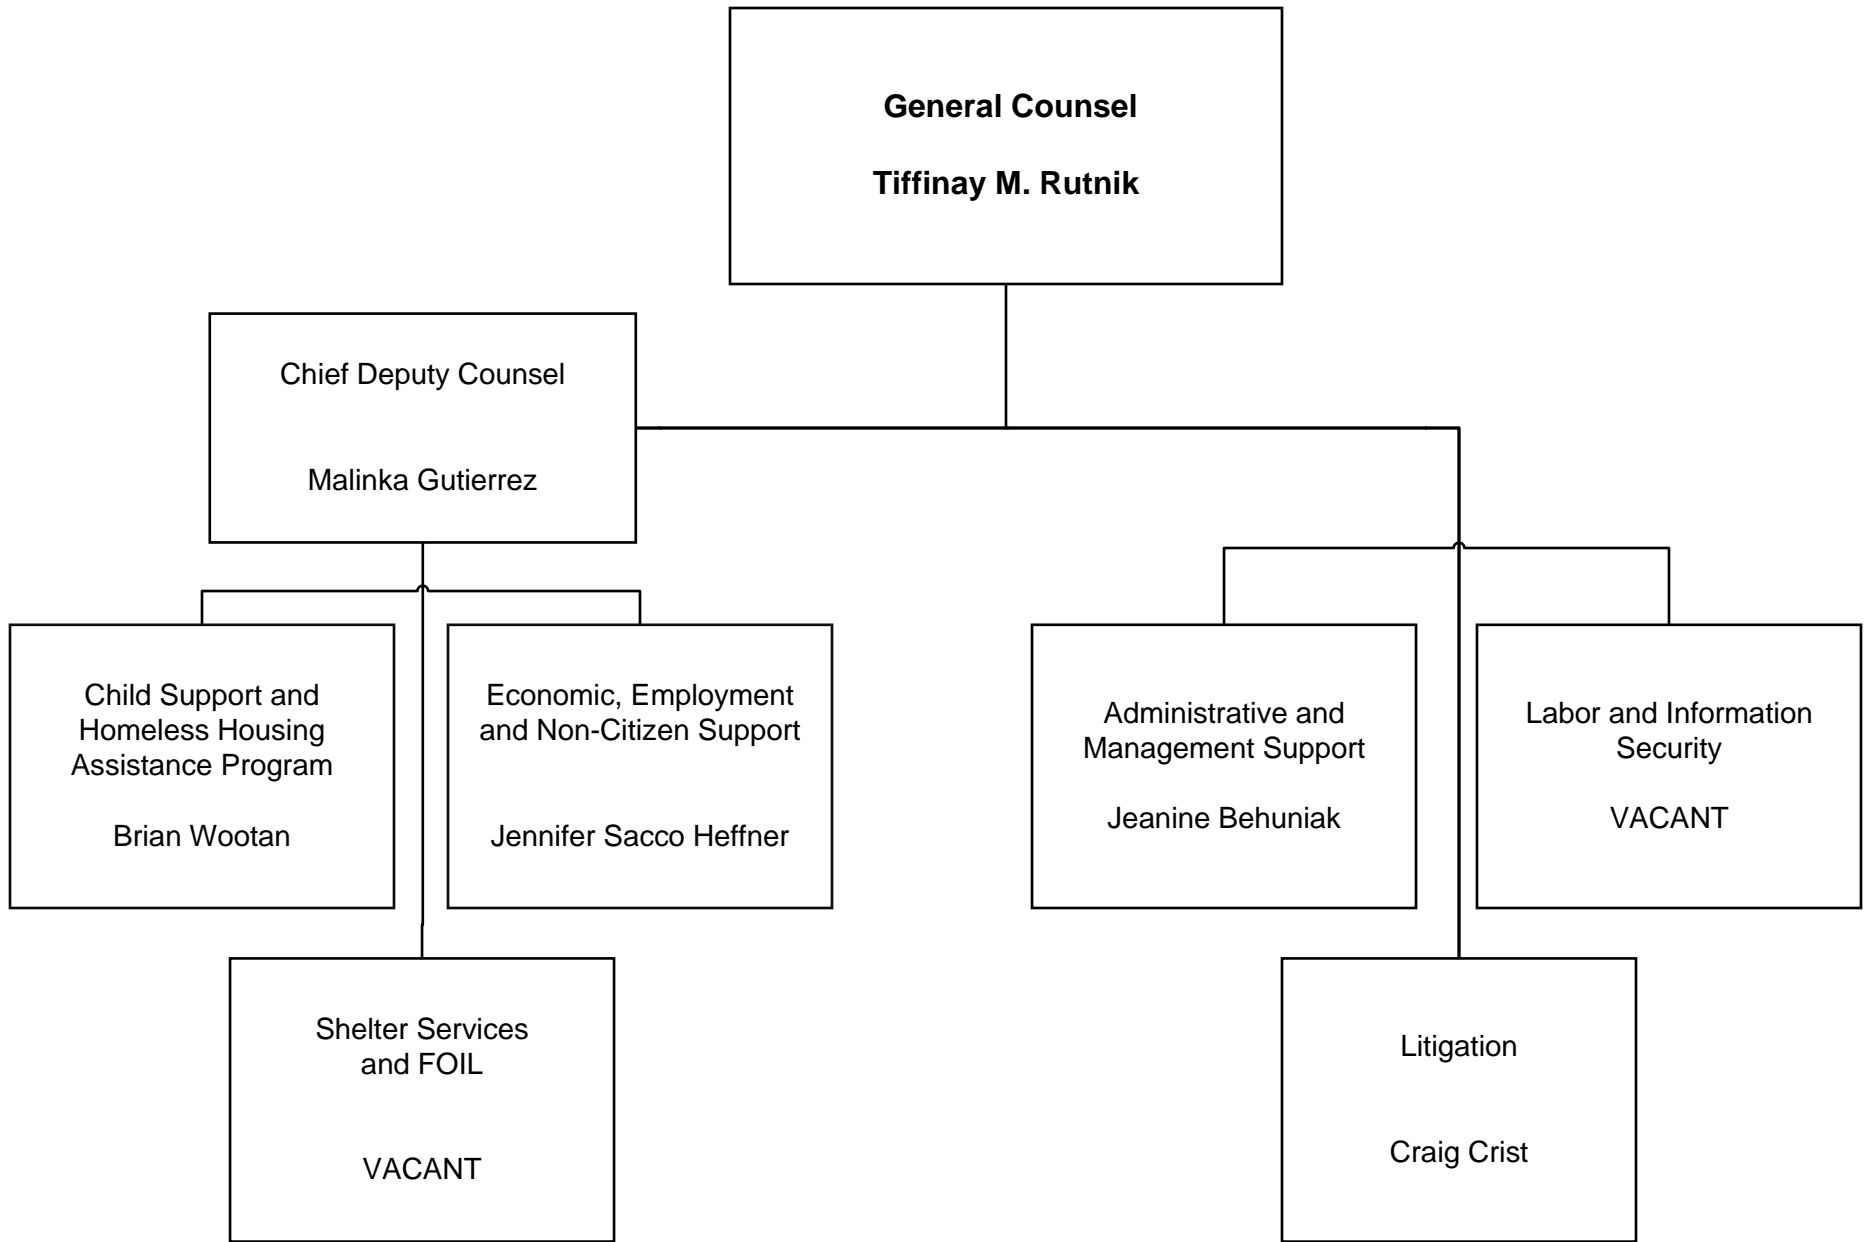 General Counsel
Tiffinay M. Rutnik
Chief Deputy Counsel
Malinka Gutierrez
Child Support and
Homeless Housing
Assistance Program
Brian Wootan
Economic, Employment
and Non-Citizen Support
Jennifer Sacco Heffner
Administrative and
Management Support
Jeanine Behuniak
Labor and Information
Security
VACANT
Shelter Services
and FOIL
VACANT
Litigation
Craig Crist